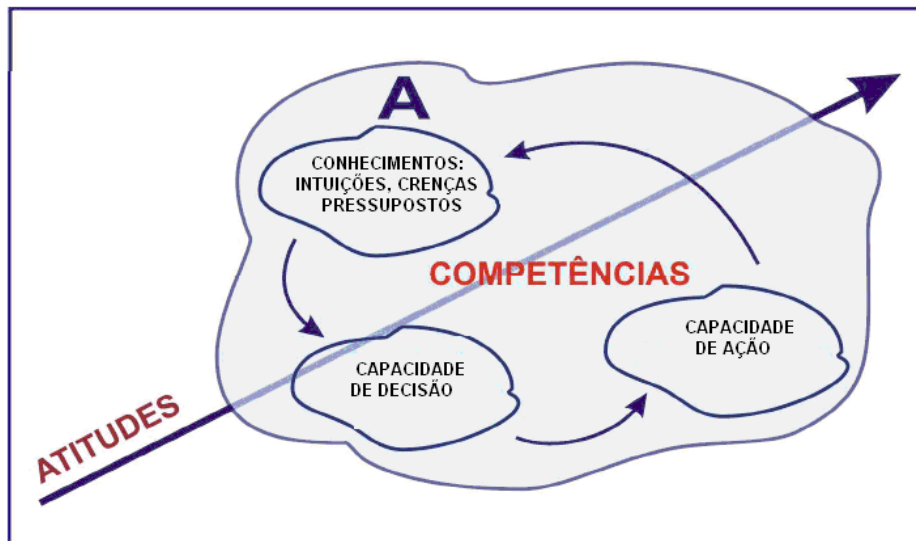 A
CONHECIMENTOS:
INTUIÇÕES, CRENÇAS
PRESSUPOSTOS
COMPETÊNCIAS
CAPACIDADE
DE AÇÃO
CAPACIDADE
DE DECISÃO
ATITUDES